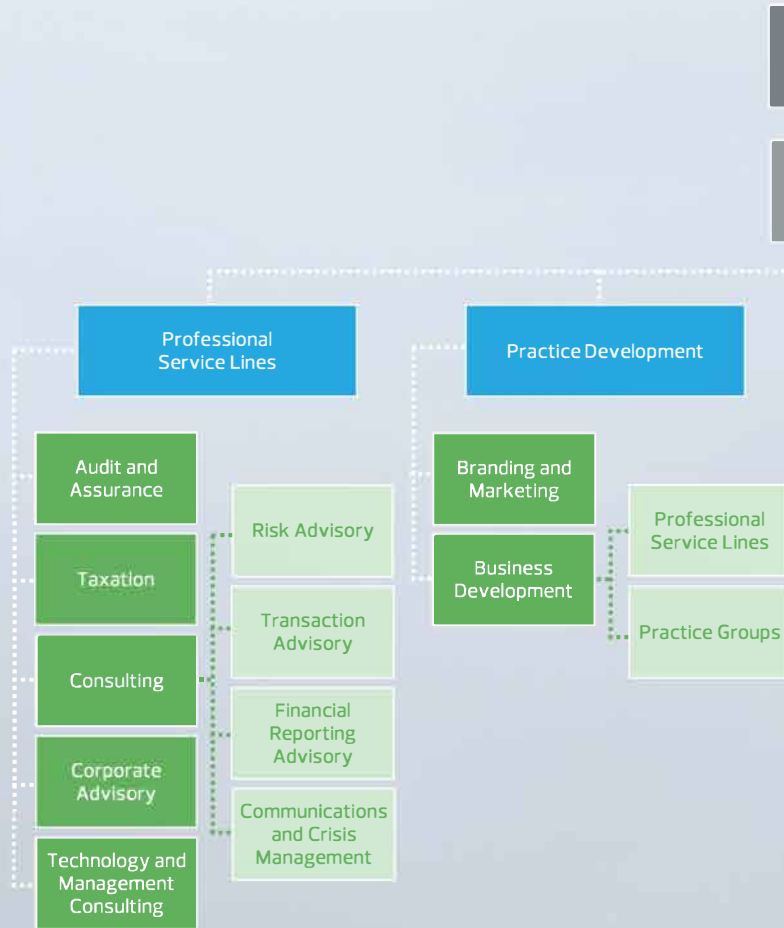 Professional
Service Lines
Practice Development
Audit and
Assurance
Taxation
Consulting
Corporate
Advisory
Technology and
Management
Consulting
Risk Advisory
Transaction
Advisory
Financial
Reporting
Advisory
Communications
and Crisis
Management
Branding and
Marketing
Business
Development
Professional
Service Lines
Practice Groups